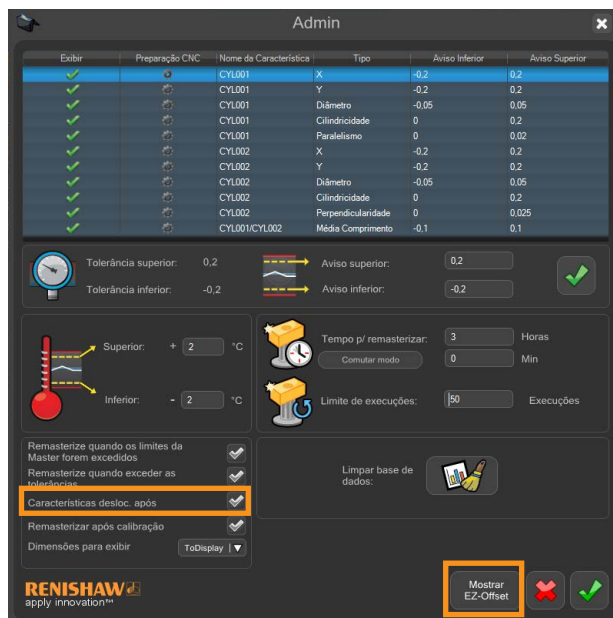 Admin
Exibir Preparação CNC Nome da Característica Tipo Aviso Inferior Aviso Superior
CYL001 X -0,2 0,2
CYL001 Y -0,2 0,2
CYL001 Diâmetro -0,05 0,05
CYL001 Cilindricidade 0 0,2
CYL001 Paralelismo 0 0,02
CYL002 X -0,2 0,2
CYL002 Y -0,2 0,2
CYL002 Diâmetro -0,05 0,05
CYL002 Cilindricidade 0 0,2
CYL002 Perpendicularidade 0 0,025
CYL001/CYL002 Média Comprimento -0,1 0,1
Tolerância superior: 0,2 Aviso superior: 0,2
Tolerância inferior: -0,2 Aviso inferior: -0,2
Superior: + 2 °C
Inferior: - 2 °C
Tempo p/ remasterizar: 3 Horas
Comutar modo 0 Min
Limite de execuções: 50 Execuções
Remasterize quando os limites da
Master forem excedidos
Remasterize quando exceder as
tolerâncias
Características desloc. após
Remasterizar após calibração
Dimensões para exibir ToDisplay
Limpar base de
dados:
RENISHAW
apply innovation™
Mostrar
EZ-Offset